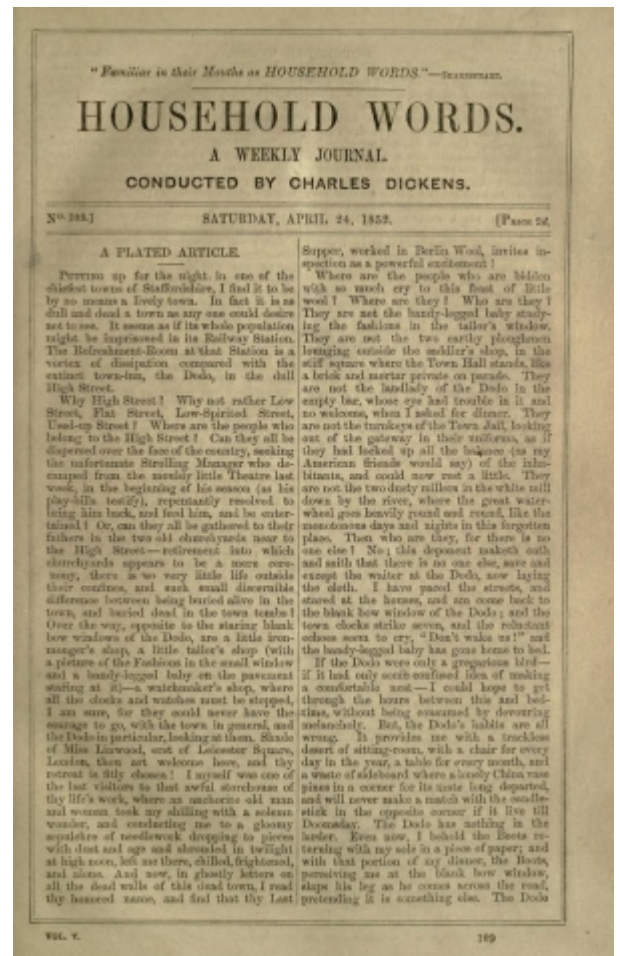 "Familiar in their Mouths as HOUSEHOLD WORDS."—SHAKESPEARE.
HOUSEHOLD WORDS.
A WEEKLY JOURNAL.
CONDUCTED BY CHARLES DICKENS.
SATURDAY, APRIL 24, 1852.
[PRICE 2d.
A PLATED ARTICLE.
PUTTING up for the night in one of the
chiefest towns of Staffordshire, I find it to be
by no means a lively town. In fact it is as
dull and dead a town as any one could desire
not to see. It seems as if its whole population
might be imprisoned in its Railway Station.
The Refreshment-Room at that Station is a
vortex of dissipation compared with the
extinct town-inn, the Dodo, in the dull
High Street.
Why High Street? Why not rather Low
Street, Flat Street, Low-Spirited Street,
Used-up Street? Where are the people who
belong to the High Street? Can they all be
dispersed over the face of the country, seeking
the unfortunate Strolling Manager who de-
camped from the mouldy little Theatre last
week, in the beginning of his season (as his
play-bills testify), repentantly resolved to
bring him back, and feed him, and be enter-
tained? Or, can they all be gathered to their
fathers in the two old churchyards near to
the High Street—retirement into which
churchyards appears to be a mere cere-
mony, there is so very little life outside
their confines, and such small discernible
difference between being buried alive in the
town, and buried dead in the town tombs?
Over the way, opposite to the staring blank
bow windows of the Dodo, are a little iron-
monger's shop, a little tailor's shop (with
a picture of the Fashions in the small window
and a bandy-legged baby on the pavement
staring at it)—a watchmaker's shop, where
all the clocks and watches must be stopped,
I am sure, for they could never have the
courage to go, with the town in general, and
the Dodo in particular, looking at them. Shade
of Miss Linwood, erst of Leicester Square,
London, thou art welcome here, and thy
retreat is fitly chosen! I myself was one of
the last visitors to that awful storehouse of
thy life's work, where an anchorite old man
and woman took my shilling with a solemn
wonder, and conducting me to a gloomy
sepulchre of needlework dropping to pieces
with dust and age and shrouded in twilight
at high noon, left me there, chilled, frightened,
and alone. And now, in ghostly letters on
all the dead walls of this dead town, I read
thy honored name, and find that thy Last
Supper, worked in Berlin Wool, invites in-
spection as a powerful excitement!
Where are the people who are bidden
with so much cry to this feast of little
wool? Where are they? Who are they?
They are not the bandy-legged baby study-
ing the fashions in the tailor's window.
They are not the two earthy ploughmen
lounging outside the saddler's shop, in the
stiff square where the Town Hall stands, like
a brick and mortar private on parade. They
are not the landlady of the Dodo in the
empty bar, whose eye had trouble in it and
no welcome, when I asked for dinner. They
are not the turnkeys of the Town Jail, looking
out of the gateway in their uniforms, as if
they had locked up all the balance (as my
American friends would say) of the inha-
bitants, and could now rest a little. They
are not the two dusty millers in the white mill
down by the river, where the great water-
wheel goes heavily round and round, like the
monotonous days and nights in this forgotten
place. Then who are they, for there is no
one else? No; this deponent maketh oath
and saith that there is no one else, save and
except the waiter at the Dodo, now laying
the cloth. I have paced the streets, and
stared at the houses, and am come back to
the blank bow window of the Dodo; and the
town clocks strike seven, and the reluctant
echoes seem to cry, "Don't wake us!" and
the bandy-legged baby has gone home to bed.
If the Dodo were only a gregarious bird—
if it had only some confused idea of making
a comfortable nest—I could hope to get
through the hours between this and bed-
time, without being consumed by devouring
melancholy. But, the Dodo's habits are all
wrong. It provides me with a trackless
desert of sitting-room, with a chair for every
day in the year, a table for every month, and
a waste of sideboard where a lonely China vase
pines in a corner for its mate long departed,
and will never make a match with the candle-
stick in the opposite corner if it live till
Doomsday. The Dodo has nothing in the
larder. Even now, I behold the Boots re-
turning with my sole in a piece of paper; and
with that portion of my dinner, the Boots,
perceiving me at the blank bow window,
slaps his leg as he comes across the road,
pretending it is something else. The Dodo
VOL. V.
109